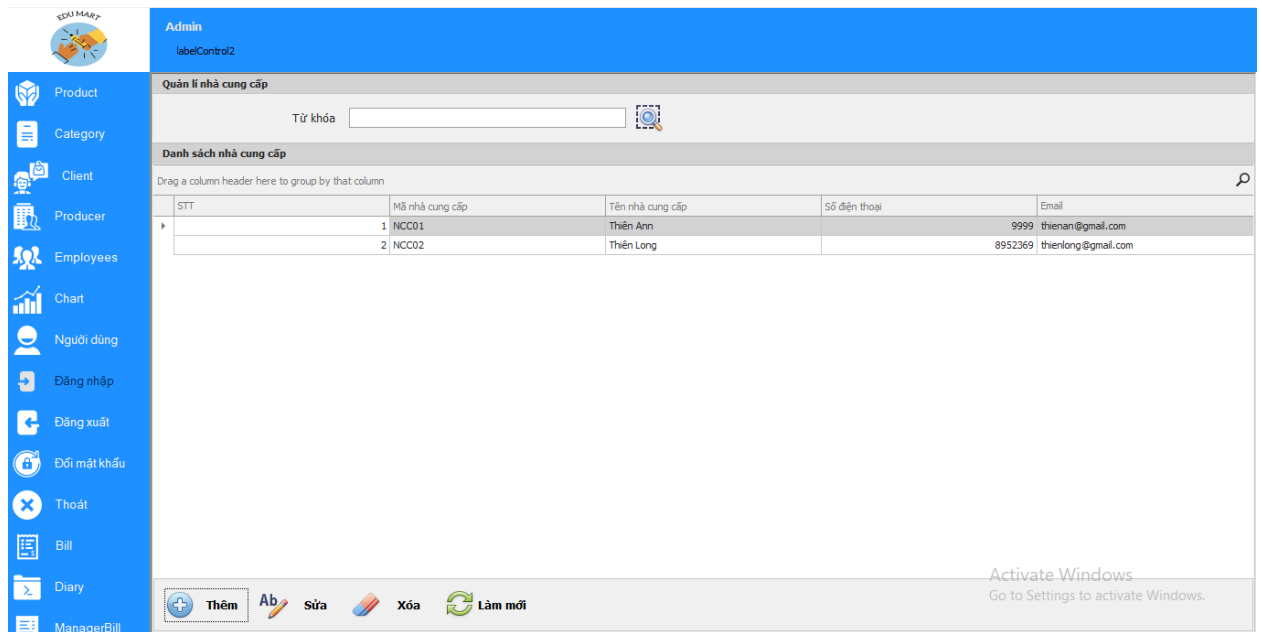 EDU MART
Admin
labelControl2
Product
Category
Client
Producer
Employees
Chart
Người dùng
Đăng nhập
Đăng xuất
Đổi mật khẩu
Thoát
Bill
Diary
ManagerBill
Quản lí nhà cung cấp
Từ khóa
Danh sách nhà cung cấp
Drag a column header here to group by that column
STT Mã nhà cung cấp Tên nhà cung cấp Số điện thoại Email
1 NCC01 Thiên Ann 9999 thienan@gmail.com
2 NCC02 Thiên Long 8952369 thienlong@gmail.com
Thêm Ab Sửa Xóa Làm mới
Activate Windows
Go to Settings to activate Windows.